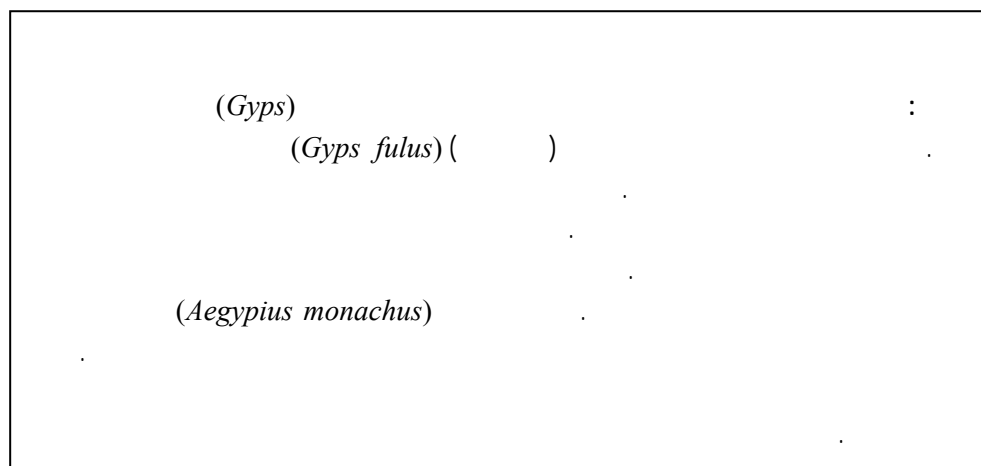 : (Gyps)
. ( ) (Gyps fulus)
.
.
.
. (Aegypius monachus)
.
.